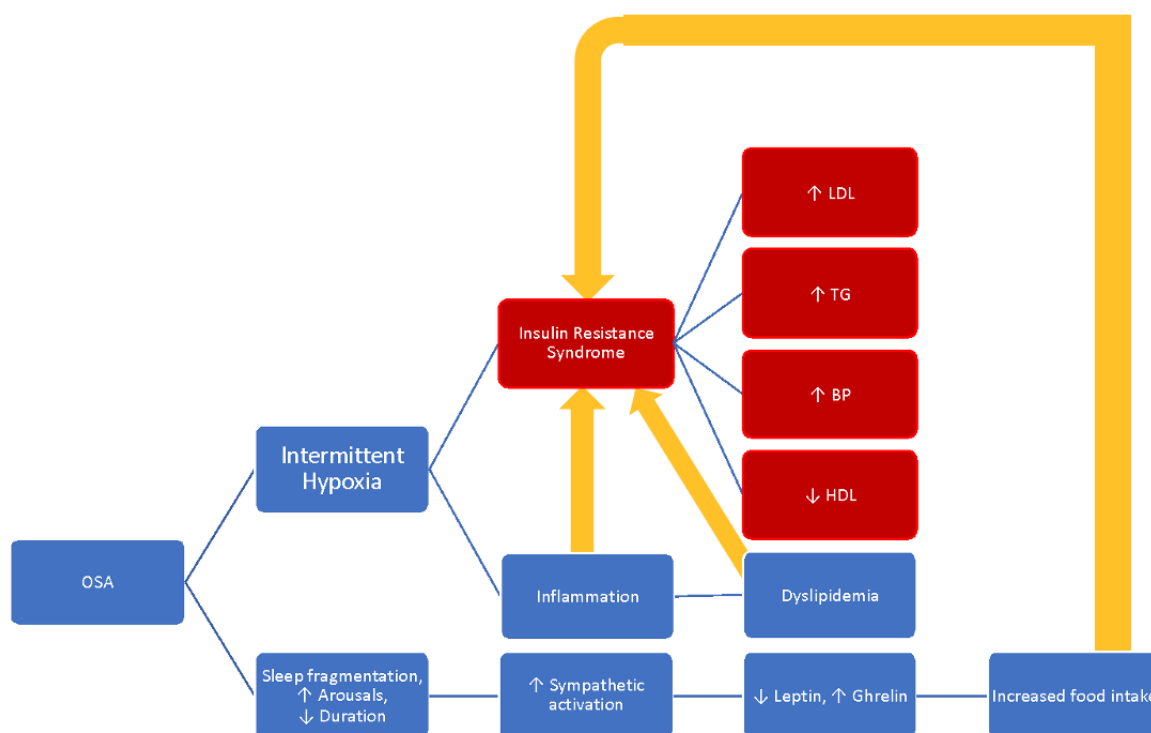 ↑ LDL
↑ TG
Insulin Resistance
Syndrome
↑ BP
Intermittent
Hypoxia
↓ HDL
OSA
Inflammation
Dyslipidemia
Sleep fragmentation,
↑ Arousals,
↓ Duration
↑ Sympathetic
activation
↓ Leptin, ↑ Ghrelin
Increased food intake